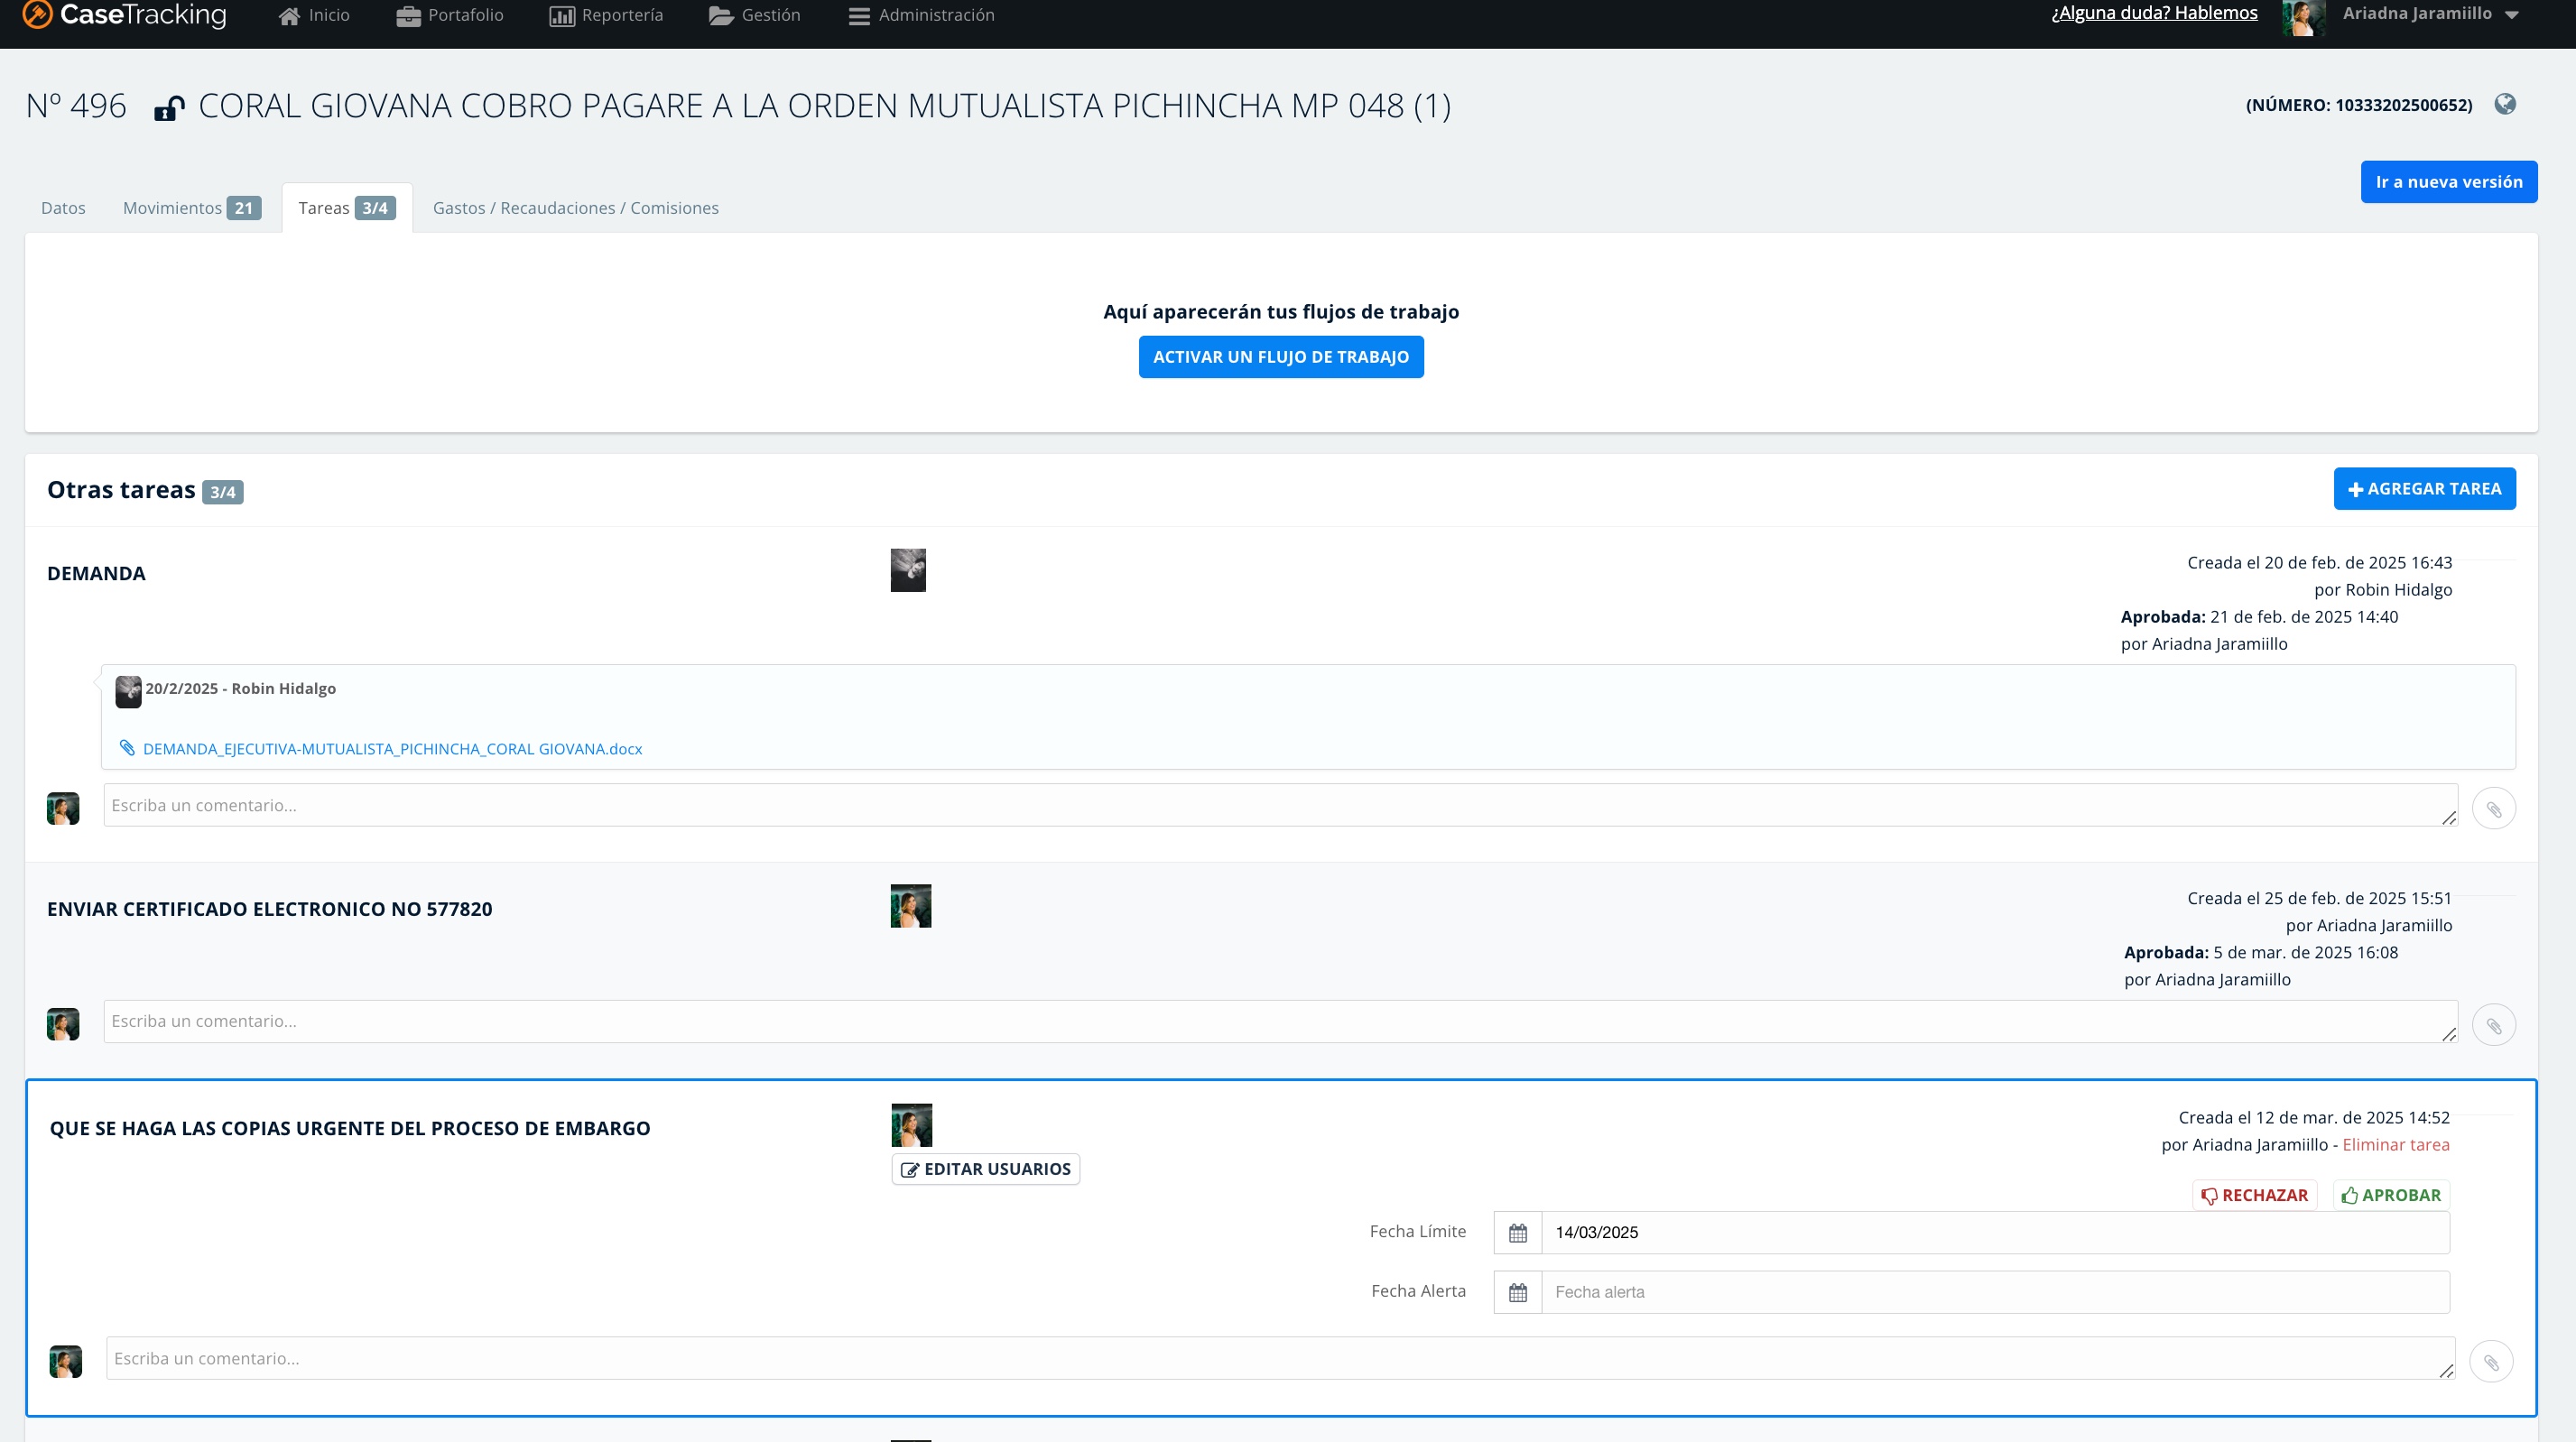 CaseTracking
Inicio
Portafolio
Reportería
Gestión
Administración
¿Alguna duda? Hablemos
Ariadna Jaramiillo
Nº 496 CORAL GIOVANA COBRO PAGARE A LA ORDEN MUTUALISTA PICHINCHA MP 048 (1)
(NÚMERO: 10333202500652)
Ir a nueva versión
Datos
Movimientos 21
Tareas 3/4
Gastos / Recaudaciones / Comisiones
Aquí aparecerán tus flujos de trabajo
ACTIVAR UN FLUJO DE TRABAJO
Otras tareas 3/4
AGREGAR TAREA
DEMANDA
Creada el 20 de feb. de 2025 16:43
por Robin Hidalgo
Aprobada: 21 de feb. de 2025 14:40
por Ariadna Jaramiillo
20/2/2025 - Robin Hidalgo
DEMANDA_EJECUTIVA-MUTUALISTA_PICHINCHA_CORAL GIOVANA.docx
Escriba un comentario...
ENVIAR CERTIFICADO ELECTRONICO NO 577820
Creada el 25 de feb. de 2025 15:51
por Ariadna Jaramiillo
Aprobada: 5 de mar. de 2025 16:08
por Ariadna Jaramiillo
Escriba un comentario...
QUE SE HAGA LAS COPIAS URGENTE DEL PROCESO DE EMBARGO
EDITAR USUARIOS
Creada el 12 de mar. de 2025 14:52
por Ariadna Jaramiillo - Eliminar tarea
RECHAZAR
APROBAR
Fecha Límite
14/03/2025
Fecha Alerta
Fecha alerta
Escriba un comentario...